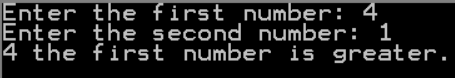 Enter the first number: 4
Enter the second number: 1
4 the first number is greater.